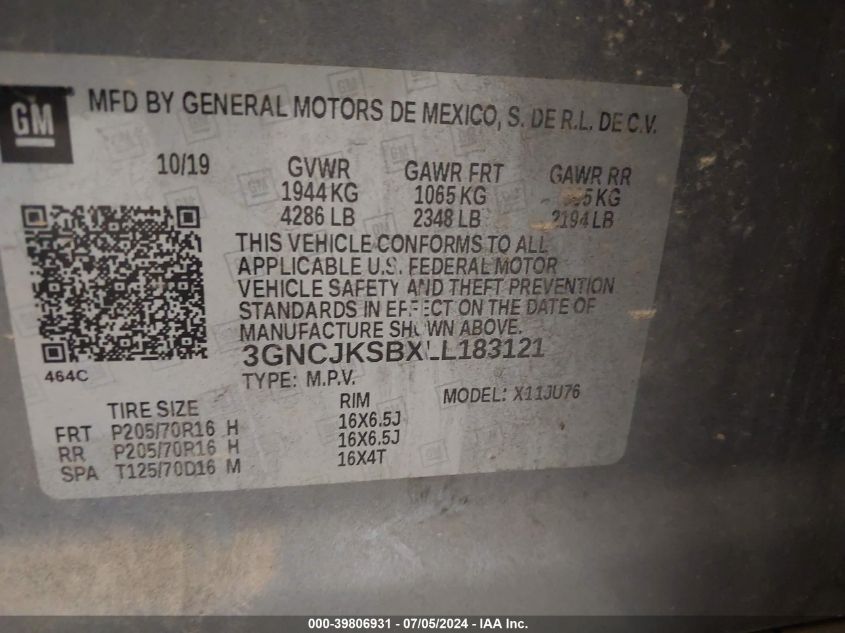 GM
MFD BY GENERAL MOTORS DE MEXICO, S. DE R.L. DE C.V.
10/19 GVWR GAWR FRT GAWR RR
1944 KG 1065 KG KG
4286 LB 2348 LB 2194 LB
THIS VEHICLE CONFORMS TO ALL
APPLICABLE U.S. FEDERAL MOTOR
VEHICLE SAFETY AND THEFT PREVENTION
STANDARDS IN EFFECT ON THE DATE OF
MANUFACTURE SHOWN ABOVE.
3GNCJKSBXLL183121
464C
TYPE: M.P.V. MODEL: X11JU76
TIRE SIZE RIM
FRT P205/70R16 H 16X6.5J
RR P205/70R16 H 16X6.5J
SPA T125/70D16 M 16X4T
000-39806931 - 07/05/2024 - IAA Inc.